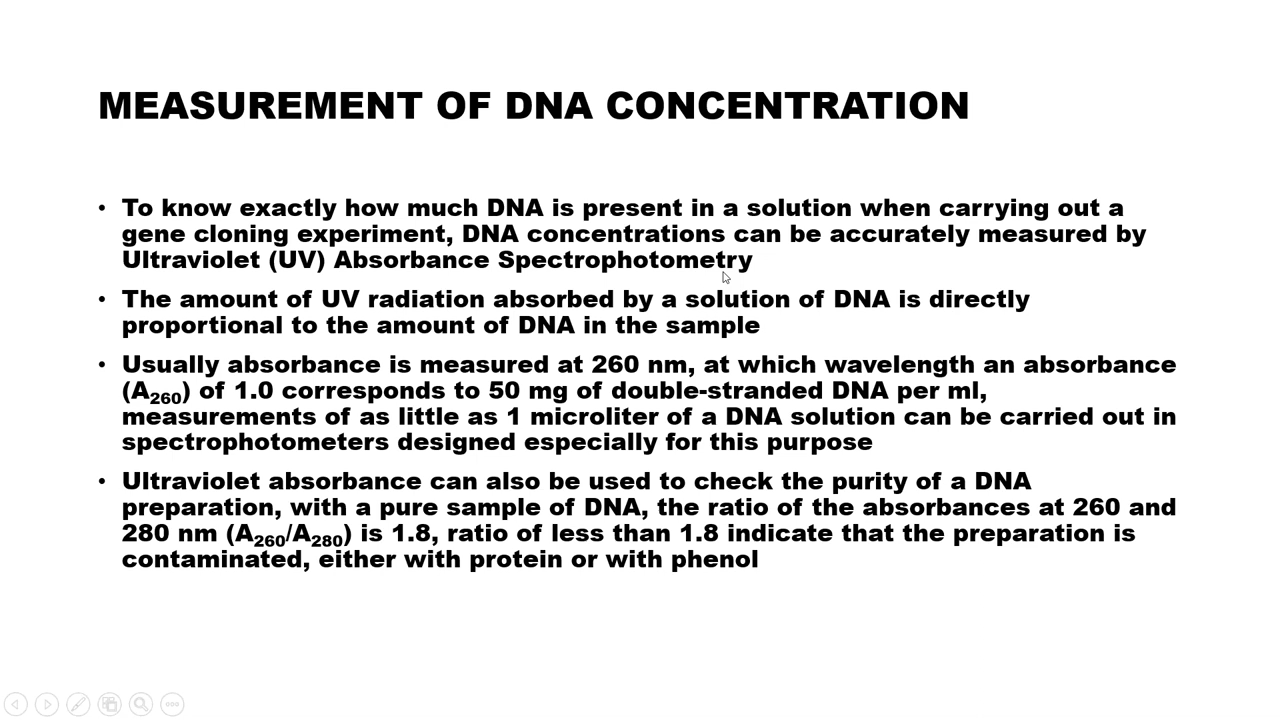 MEASUREMENT OF DNA CONCENTRATION
• To know exactly how much DNA is present in a solution when carrying out a
gene cloning experiment, DNA concentrations can be accurately measured by
Ultraviolet (UV) Absorbance Spectrophotometry
• The amount of UV radiation absorbed by a solution of DNA is directly
proportional to the amount of DNA in the sample
• Usually absorbance is measured at 260 nm, at which wavelength an absorbance
(A260) of 1.0 corresponds to 50 mg of double-stranded DNA per ml,
measurements of as little as 1 microliter of a DNA solution can be carried out in
spectrophotometers designed especially for this purpose
• Ultraviolet absorbance can also be used to check the purity of a DNA
preparation, with a pure sample of DNA, the ratio of the absorbances at 260 and
280 nm (A260/A280) is 1.8, ratio of less than 1.8 indicate that the preparation is
contaminated, either with protein or with phenol